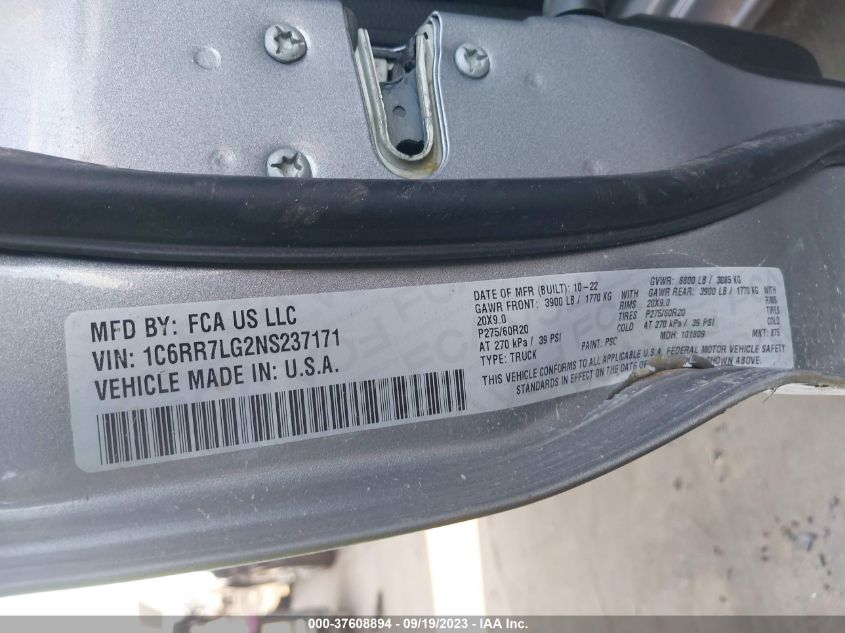 MFD BY: FCA US LLC
VIN: 1C6RR7LG2NS237171
VEHICLE MADE IN: U.S.A.
DATE OF MFR (BUILT): 10-22 GVWR: 6800 LB / 3085 KG
GAWR FRONT: 3900 LB / 1770 KG WITH GAWR REAR: 3900 LB / 1770 KG WITH
20X9.0 RIMS 20X9.0 RIMS
P275/60R20 TIRES P275/60R20 TIRES
AT 270 kPa / 39 PSI AT 270 kPa / 39 PSI
TYPE: TRUCK PAINT: PSC MDH: 101809 MKT: 875
THIS VEHICLE CONFORMS TO ALL APPLICABLE U.S.A. FEDERAL MOTOR VEHICLE SAFETY
STANDARDS IN EFFECT ON THE DATE OF SHOWN ABOVE.
000-37608894 - 09/19/2023 - IAA Inc.